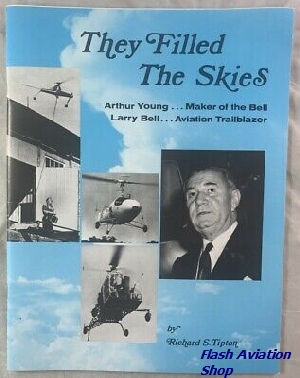 They Filled
The Skies
Arthur Young . . . Maker of the Bell
Larry Bell . . . Aviation Trailblazer
by
Richard S. Tipton
Flash Aviation
Shop